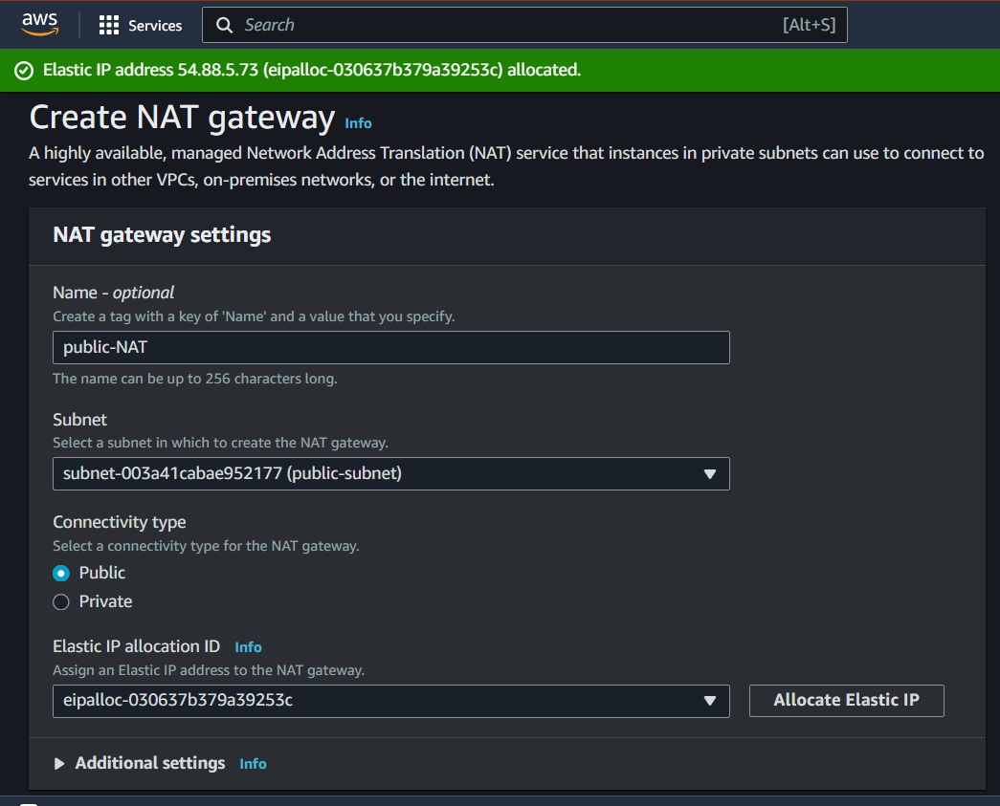 aws
Services
Search
[Alt+S]
Elastic IP address 54.88.5.73 (eipalloc-030637b379a39253c) allocated.
Create NAT gateway Info
A highly available, managed Network Address Translation (NAT) service that instances in private subnets can use to connect to
services in other VPCs, on-premises networks, or the internet.
NAT gateway settings
Name - optional
Create a tag with a key of 'Name' and a value that you specify.
public-NAT
The name can be up to 256 characters long.
Subnet
Select a subnet in which to create the NAT gateway.
subnet-003a41cabae952177 (public-subnet)
Connectivity type
Select a connectivity type for the NAT gateway.
Public
Private
Elastic IP allocation ID Info
Assign an Elastic IP address to the NAT gateway.
eipalloc-030637b379a39253c
Allocate Elastic IP
Additional settings Info